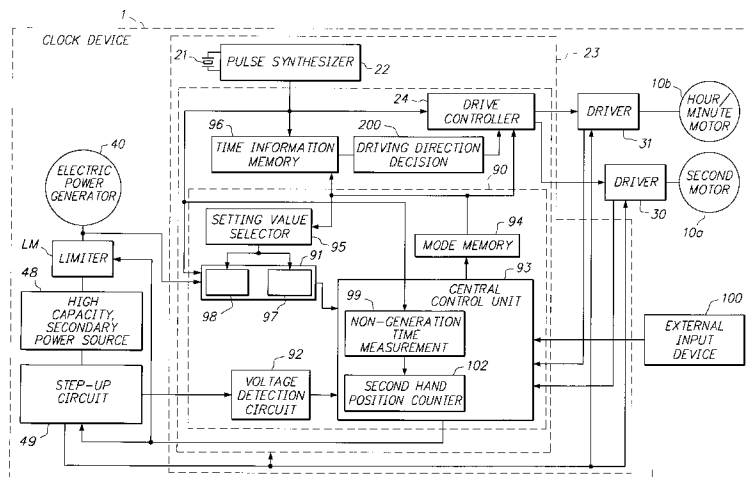 1
CLOCK DEVICE
21
PULSE SYNTHESIZER
22
23
24
DRIVE
CONTROLLER
DRIVER
31
10b
HOUR/
MINUTE
MOTOR
96
TIME INFORMATION
MEMORY
200
DRIVING DIRECTION
DECISION
90
40
ELECTRIC
POWER
GENERATOR
DRIVER
30
SECOND
MOTOR
10a
SETTING VALUE
SELECTOR
95
94
MODE MEMORY
LM
LIMITER
91
98
97
93
CENTRAL
CONTROL UNIT
48
HIGH
CAPACITY,
SECONDARY
POWER SOURCE
99
NON-GENERATION
TIME
MEASUREMENT
100
EXTERNAL
INPUT
DEVICE
92
VOLTAGE
DETECTION
CIRCUIT
102
SECOND HAND
POSITION COUNTER
STEP-UP
CIRCUIT
49